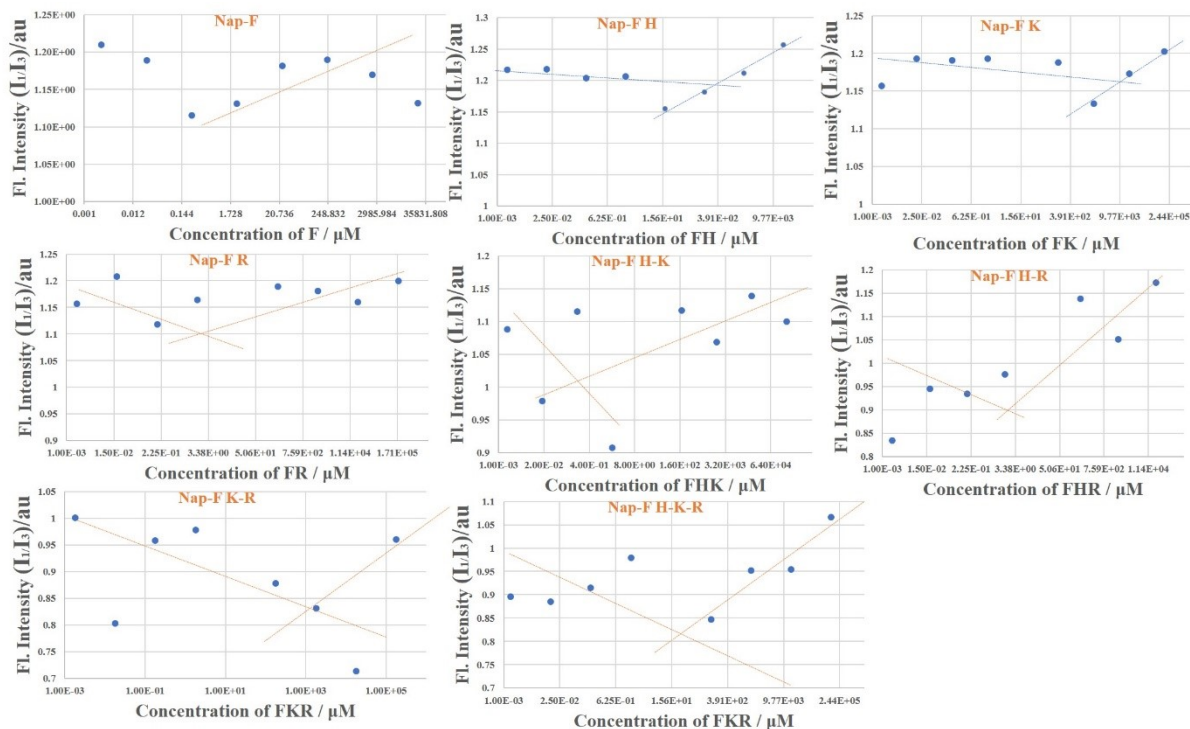 Nap-F
Fl. Intensity (I1/I3)/au
1.25E+00
1.20E+00
1.15E+00
1.10E+00
1.05E+00
1.00E+00
0.001 0.012 0.144 1.728 20.736 248.832 2985.984 35831.808
Concentration of F / µM
Nap-F H
Fl. Intensity (I1/I3)/au
1.3
1.25
1.2
1.15
1.1
1.05
1
1.00E-03 2.50E-02 6.25E-01 1.56E+01 3.91E+02 9.77E+03
Concentration of FH / µM
Nap-F K
Fl. Intensity (I1/I3)/au
1.25
1.2
1.15
1.1
1.05
1
1.00E-03 2.50E-02 6.25E-01 1.56E+01 3.91E+02 9.77E+03 2.44E+05
Concentration of FK / µM
Nap-F R
Fl. Intensity (I1/I3)/au
1.25
1.2
1.15
1.1
1.05
1
0.95
0.9
1.00E-03 1.50E-02 2.25E-01 3.38E+00 5.06E+01 7.59E+02 1.14E+04 1.71E+05
Concentration of FR / µM
Nap-F H-K
Fl. Intensity (I1/I3)/au
1.2
1.15
1.1
1.05
1
0.95
0.9
1.00E-03 2.00E-02 4.00E-01 8.00E+00 1.60E+02 3.20E+03 6.40E+04
Concentration of FHK / µM
Nap-F H-R
Fl. Intensity (I1/I3)/au
1.2
1.15
1.1
1.05
1
0.95
0.9
0.85
0.8
1.00E-03 1.50E-02 2.25E-01 3.38E+00 5.06E+01 7.59E+02 1.14E+04
Concentration of FHR / µM
Nap-F K-R
Fl. Intensity (I1/I3)/au
1.05
1
0.95
0.9
0.85
0.8
0.75
0.7
1.00E-03 1.00E-01 1.00E+01 1.00E+03 1.00E+05
Concentration of FKR / µM
Nap-F H-K-R
Fl. Intensity (I1/I3)/au
1.1
1.05
1
0.95
0.9
0.85
0.8
0.75
0.7
1.00E-03 2.50E-02 6.25E-01 1.56E+01 3.91E+02 9.77E+03 2.44E+05
Concentration of FKR / µM